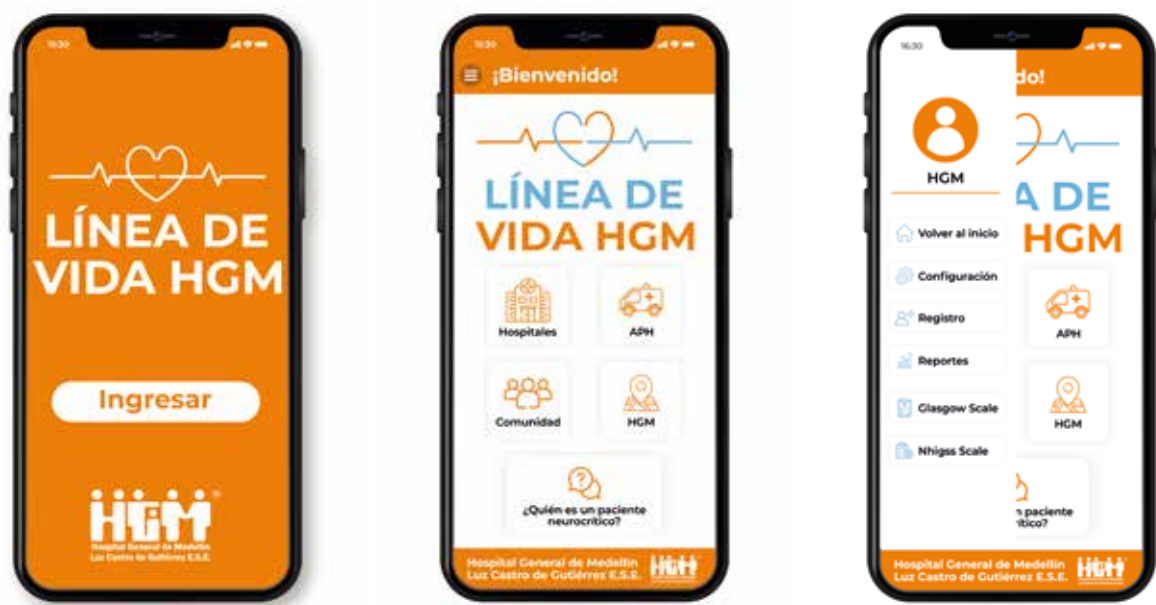 16:30
LÍNEA DE
VIDA HGM
Ingresar
HGM
Hospital General de Medellín
Luz Castro de Gutiérrez E.S.E.
16:30
¡Bienvenido!
LÍNEA DE
VIDA HGM
Hospitales
APH
Comunidad
HGM
¿Quién es un paciente
neurocrítico?
Hospital General de Medellín
Luz Castro de Gutiérrez E.S.E.
HGM
16:30
do!
HGM
A DE
HGM
Volver al inicio
Configuración
Registro
Reportes
Glasgow Scale
Nhigss Scale
APH
HGM
n paciente
ítico?
Hospital General de Medellín
Luz Castro de Gutiérrez E.S.E.
HGM